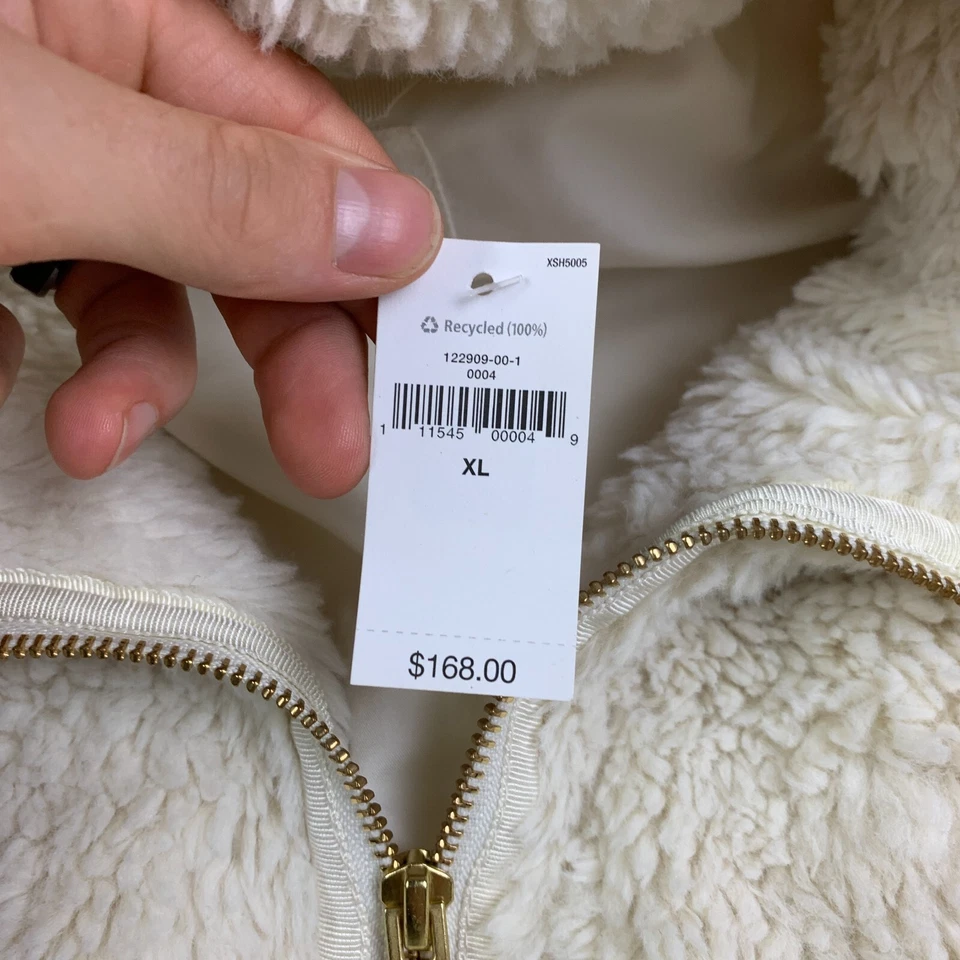 XSH5005
Recycled (100%)
122909-00-1
0004
1 11545 00004 9
XL
$168.00